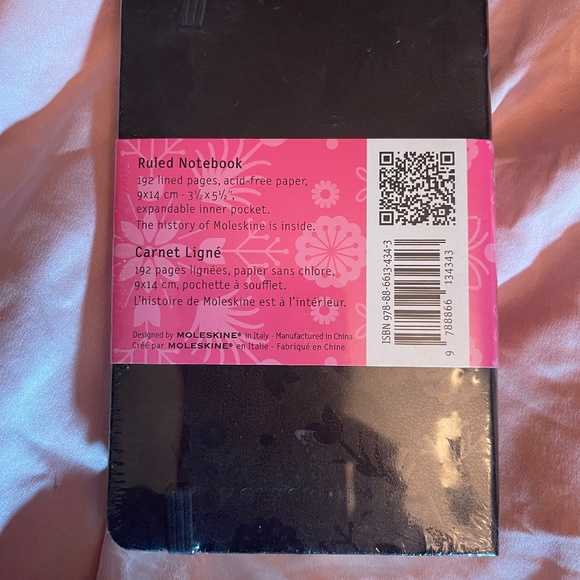 Ruled Notebook
192 lined pages, acid-free paper,
9x14 cm - 3½x5½",
expandable inner pocket.
The history of Moleskine is inside.
Carnet Ligné
192 pages lignées, papier sans chlore,
9x14 cm, pochette à soufflet.
L'histoire de Moleskine est à l'intérieur.
Designed by MOLESKINE® in Italy - Manufactured in China
Créé par MOLESKINE® en Italie - Fabriqué en Chine
ISBN 978-88-6613-434-3
9 788866 134343
MOLESKINE